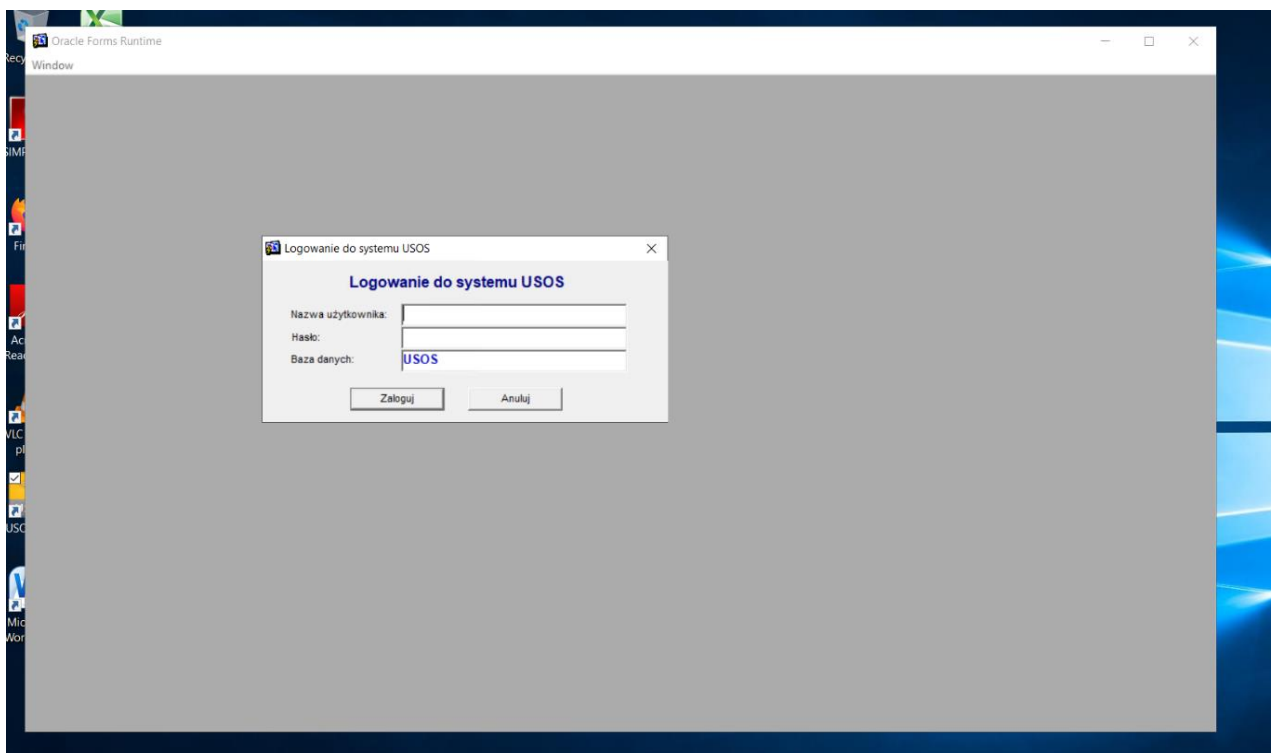 Oracle Forms Runtime
Window
Logowanie do systemu USOS
Logowanie do systemu USOS
Nazwa użytkownika:
Hasło:
Baza danych: USOS
Zaloguj Anuluj